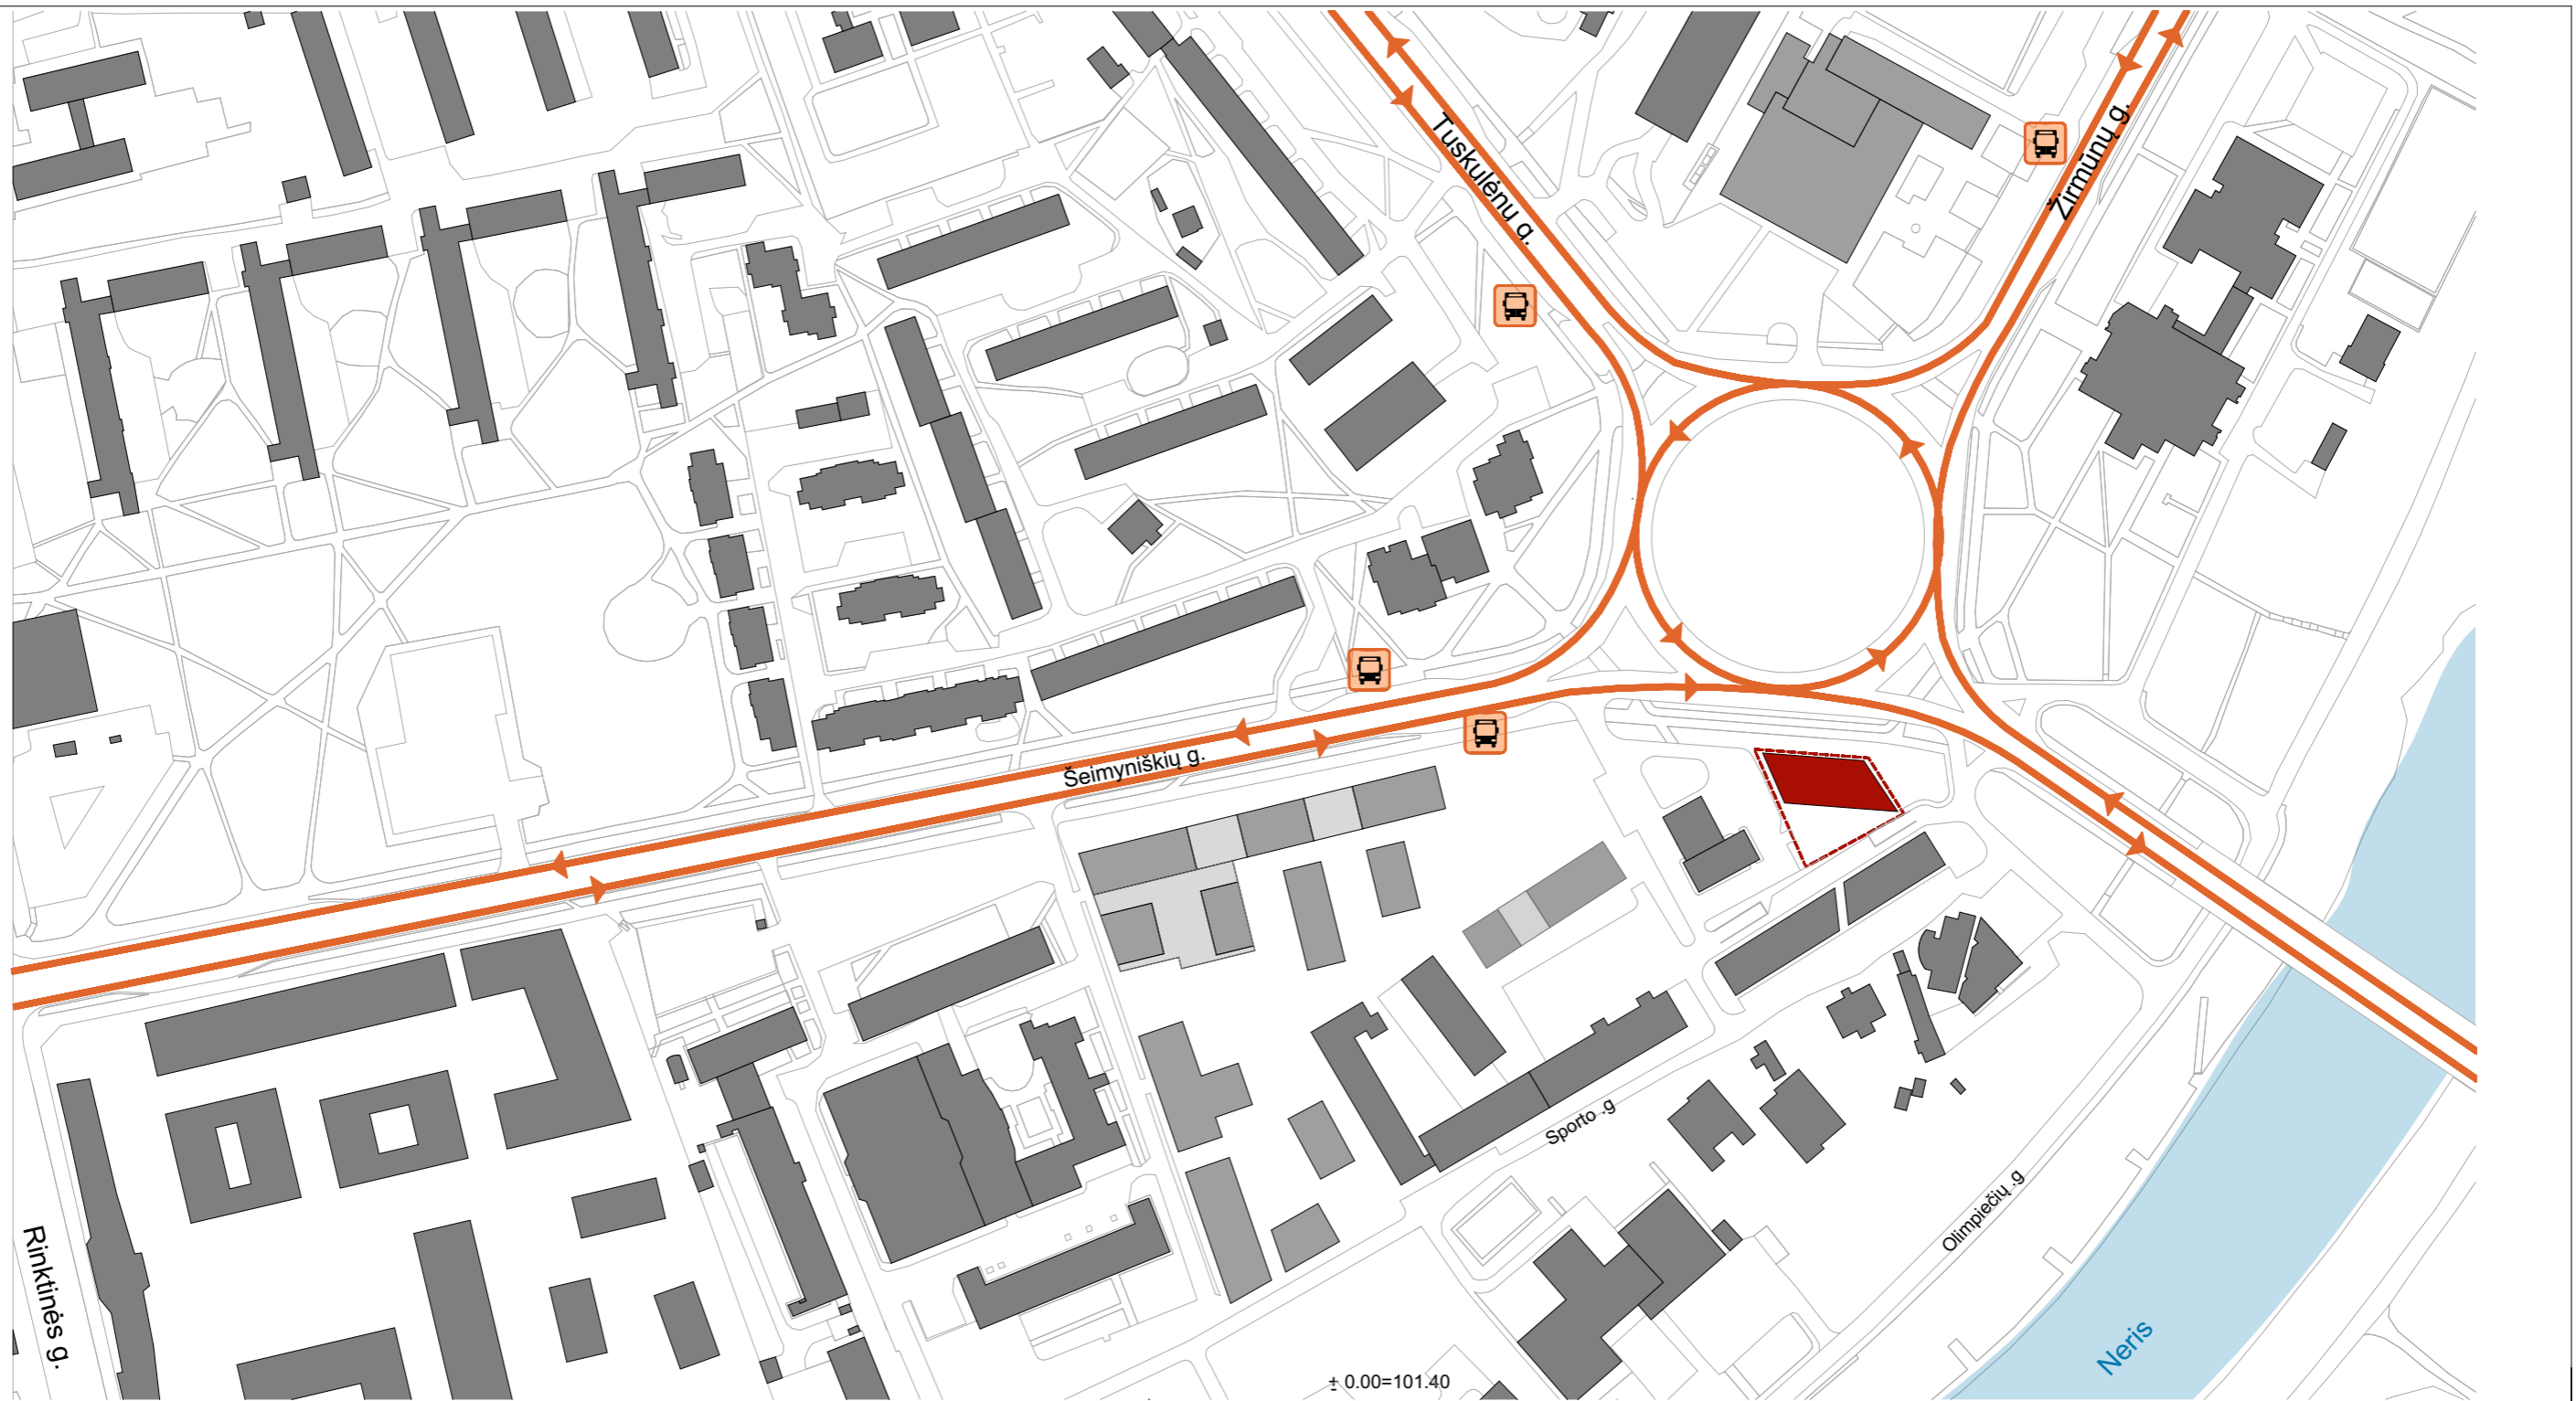 Tuskulėnų g.
Žirmūnų g.
Šeimyniškių g.
Sporto .g
Olimpiečių .g
Rinktinės g.
Neris
± 0.00=101.40